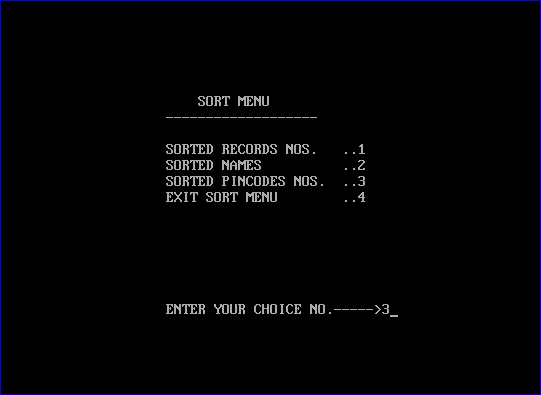 SORT MENU
-------------------
SORTED RECORDS NOS.   ..1
SORTED NAMES          ..2
SORTED PINCODES NOS.  ..3
EXIT SORT MENU        ..4
ENTER YOUR CHOICE NO.----->3_